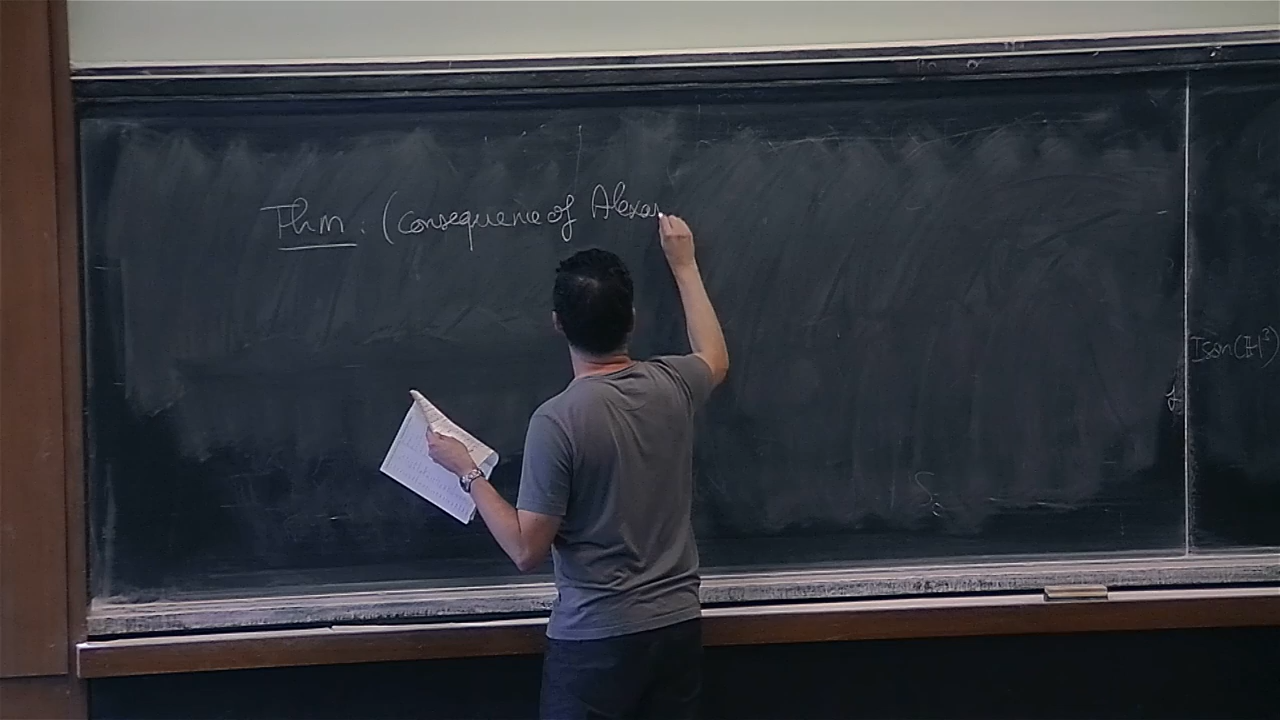 Thm : (consequence of Alexan
Isom(H³)